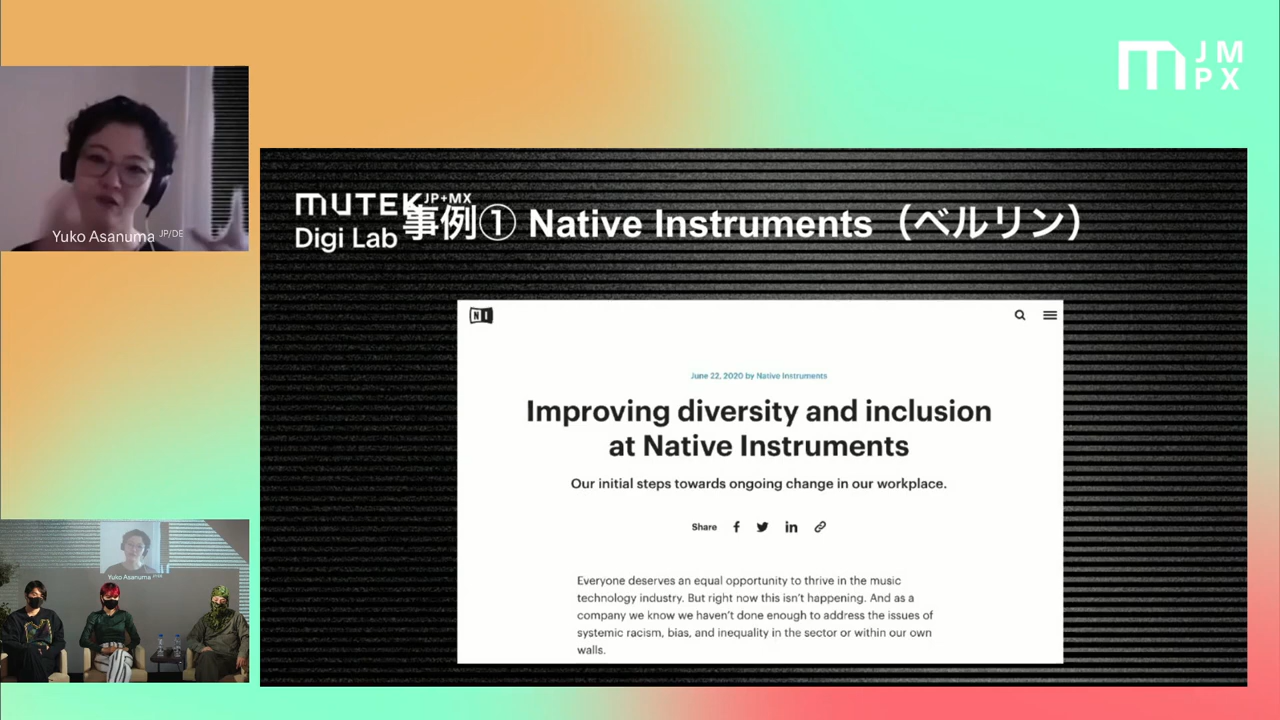 JM
PX
Yuko Asanuma JP/DE
MUTEK JP+MX
Digi Lab
事例① Native Instruments（ベルリン）
NI
June 22, 2020 by Native Instruments
Improving diversity and inclusion
at Native Instruments
Our initial steps towards ongoing change in our workplace.
Share
Everyone deserves an equal opportunity to thrive in the music
technology industry. But right now this isn't happening. And as a
company we know we haven't done enough to address the issues of
systemic racism, bias, and inequality in the sector or within our own
walls.
Yuko Asanuma JP/DE